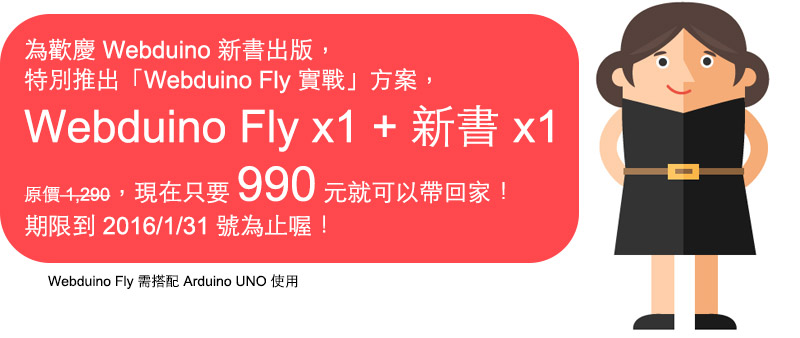 為歡慶 Webduino 新書出版，
特別推出「Webduino Fly 實戰」方案，
Webduino Fly x1 + 新書 x1
原價 1,290，現在只要 990 元就可以帶回家！
期限到 2016/1/31 號為止喔！
Webduino Fly 需搭配 Arduino UNO 使用